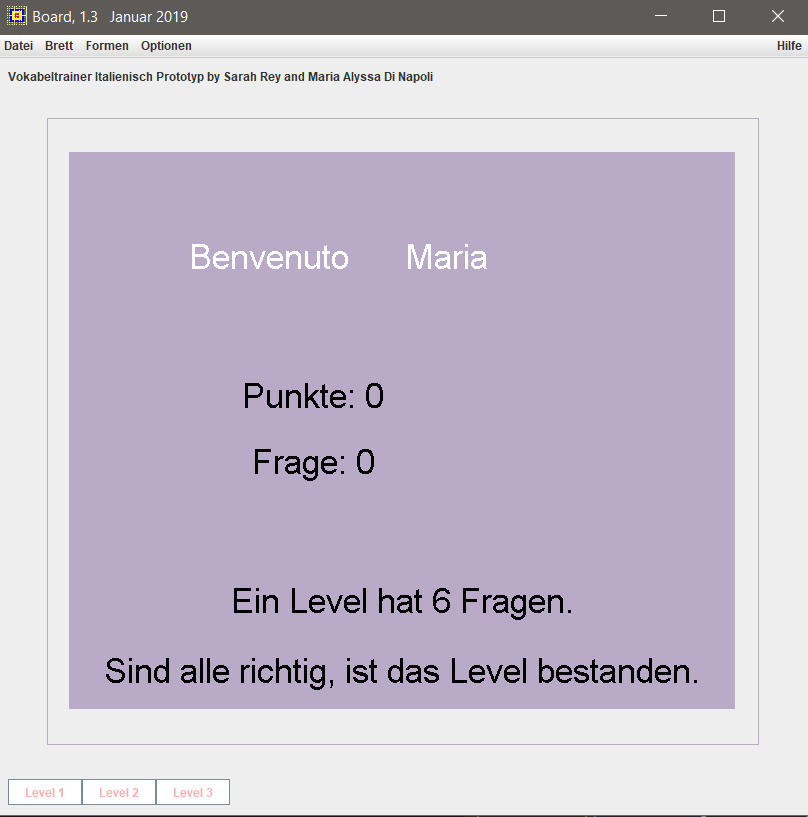 Board, 1.3 Januar 2019
Datei Brett Formen Optionen Hilfe
Vokabeltrainer Italienisch Prototyp by Sarah Rey and Maria Alyssa Di Napoli
Benvenuto Maria
Punkte: 0
Frage: 0
Ein Level hat 6 Fragen.
Sind alle richtig, ist das Level bestanden.
Level 1 Level 2 Level 3